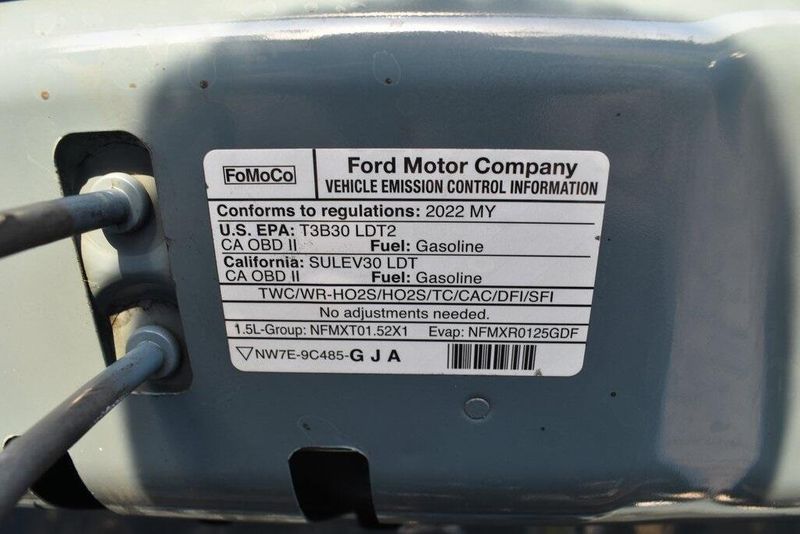 FoMoCo
Ford Motor Company
VEHICLE EMISSION CONTROL INFORMATION
Conforms to regulations: 2022 MY
U.S. EPA: T3B30 LDT2
CA OBD II Fuel: Gasoline
California: SULEV30 LDT
CA OBD II Fuel: Gasoline
TWC/WR-HO2S/HO2S/TC/CAC/DFI/SFI
No adjustments needed.
1.5L-Group: NFMXT01.52X1 Evap: NFMXR0125GDF
▽NW7E-9C485-G J A